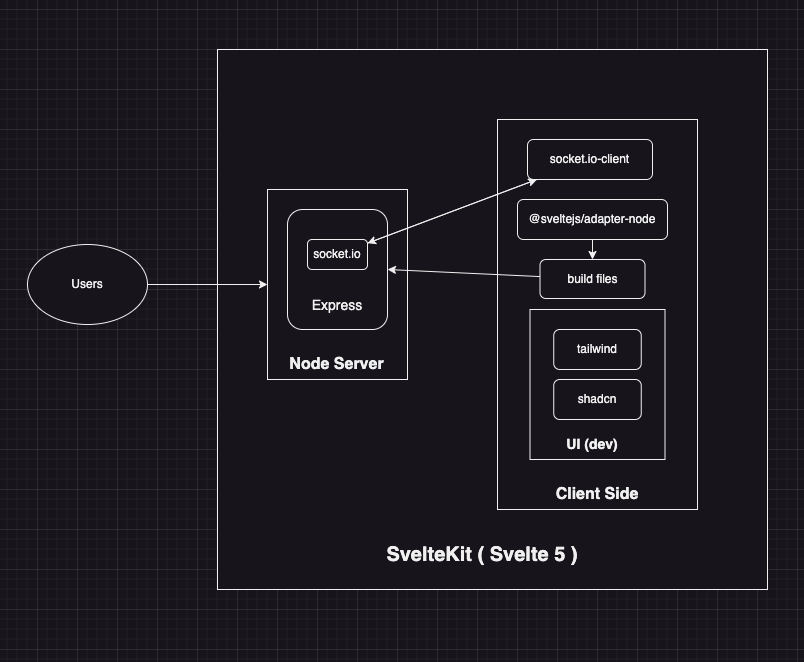 Users
socket.io
Express
Node Server
socket.io-client
@sveltejs/adapter-node
build files
tailwind
shadcn
UI (dev)
Client Side
SvelteKit ( Svelte 5 )